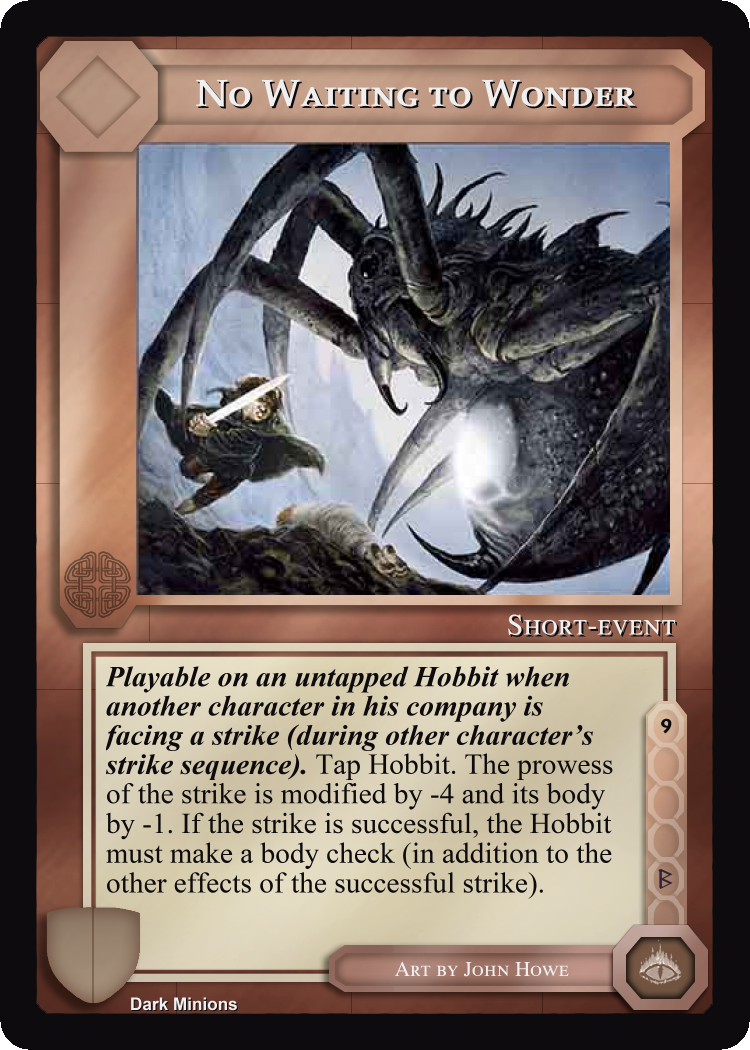 No Waiting to Wonder
Short-event
Playable on an untapped Hobbit when
another character in his company is
facing a strike (during other character's
strike sequence). Tap Hobbit. The prowess
of the strike is modified by -4 and its body
by -1. If the strike is successful, the Hobbit
must make a body check (in addition to the
other effects of the successful strike).
9
ᛒ
Art by John Howe
Dark Minions